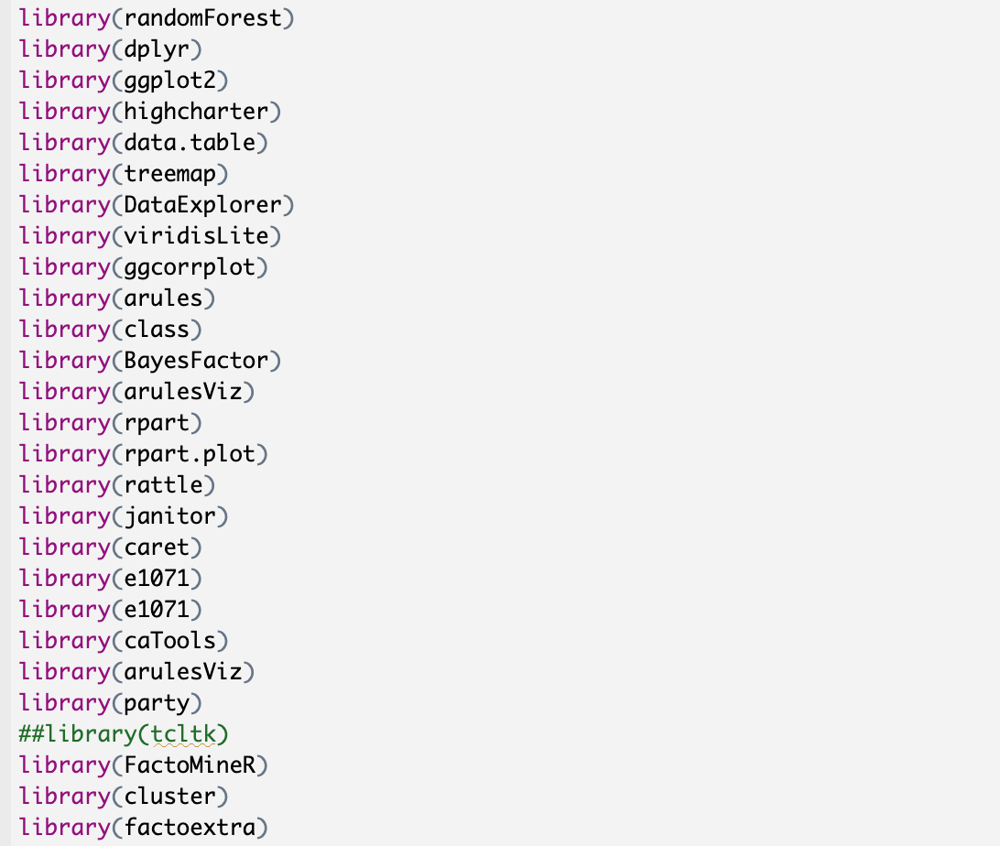 library(randomForest)
library(dplyr)
library(ggplot2)
library(highcharter)
library(data.table)
library(treemap)
library(DataExplorer)
library(viridisLite)
library(ggcorrplot)
library(arules)
library(class)
library(BayesFactor)
library(arulesViz)
library(rpart)
library(rpart.plot)
library(rattle)
library(janitor)
library(caret)
library(e1071)
library(e1071)
library(caTools)
library(arulesViz)
library(party)
##library(tcltk)
library(FactoMineR)
library(cluster)
library(factoextra)